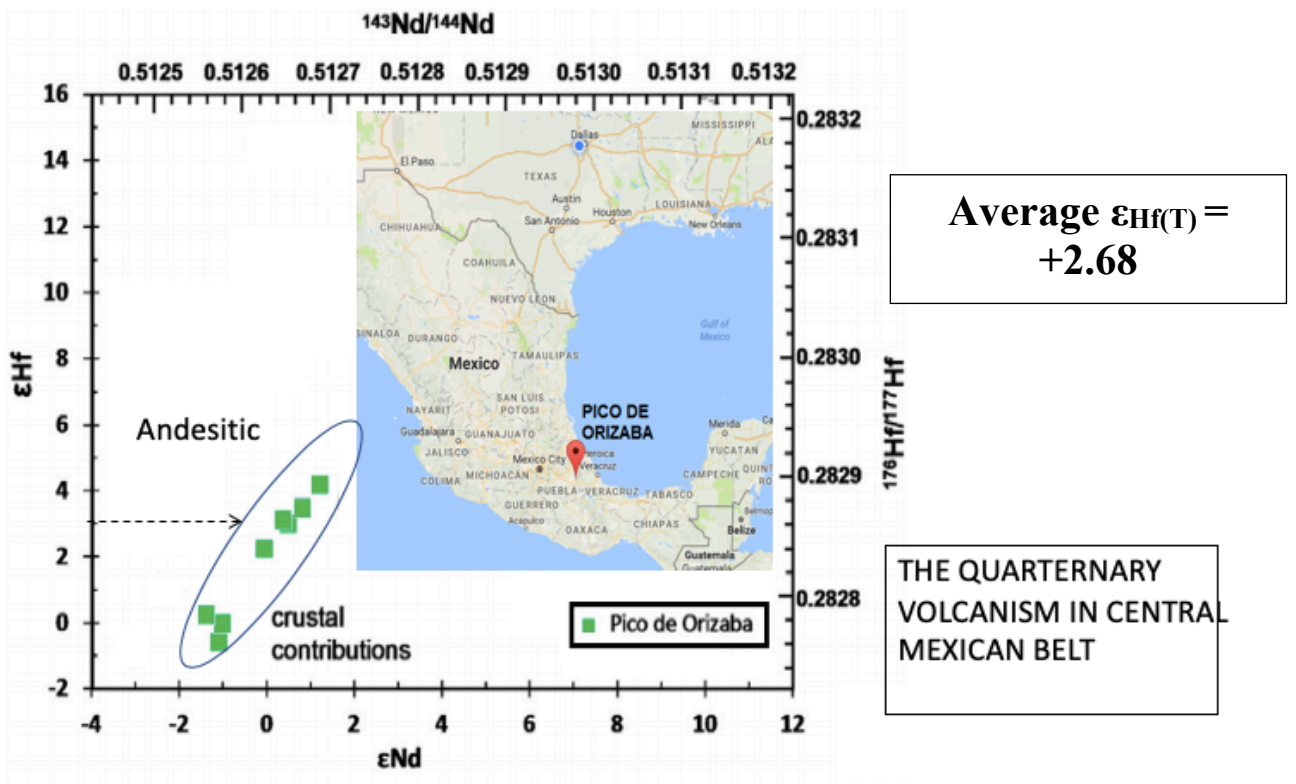 143Nd/144Nd
0.5125 0.5126 0.5127 0.5128 0.5129 0.5130 0.5131 0.5132
16
14
12
10
8
6
4
2
0
-2
εHf
-4 -2 0 2 4 6 8 10 12
εNd
0.2832
0.2831
0.2830
0.2829
0.2828
176Hf/177Hf
Andesitic
crustal
contributions
Pico de Orizaba
MISSISSIPPI
Dallas
El Paso
TEXAS
Austin
LOUISIANA
San Antonio
Houston
New Orleans
CHIHUAHUA
COAHUILA
NUEVO LEON
Gulf of
Mexico
SINALOA
DURANGO
Mexico
TAMAULIPAS
SAN LUIS
POTOSI
NAYARIT
PICO DE
ORIZABA
Guadalajara
GUANAJUATO
Merida
JALISCO
Mexico City
Heroica
Veracruz
YUCATAN
COLIMA
MICHOACÁN
CAMPECHE
QUINT
PUEBLA
VERACRUZ
TABASCO
GUERRERO
Acapulco
OAXACA
CHIAPAS
Belmop
Belize
Guatemala
Guatemala
Average εHf(T) =
+2.68
THE QUARTERNARY
VOLCANISM IN CENTRAL
MEXICAN BELT